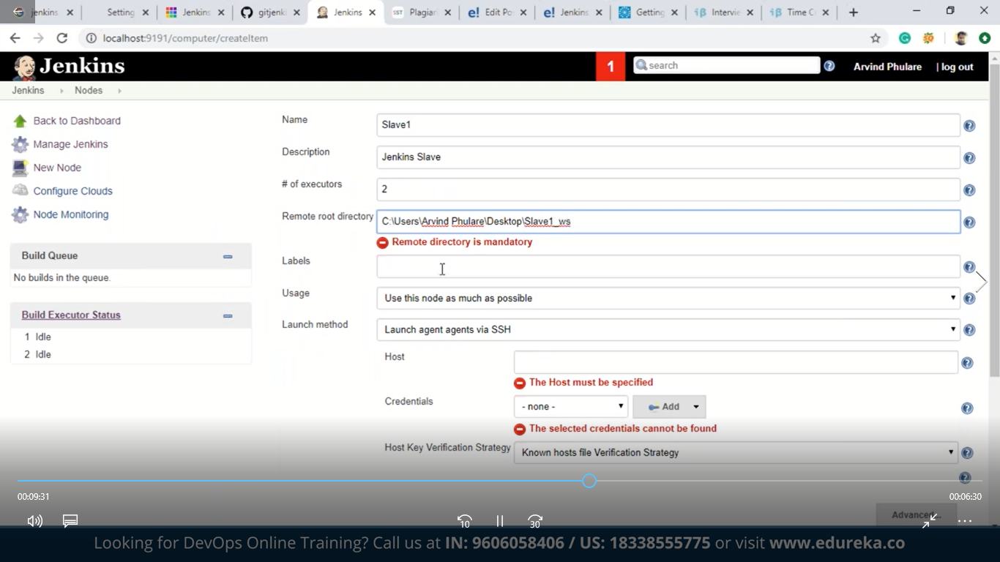 jenkins
Setting
Jenkins
gitjenki
Jenkins
SST Plagiar
e! Edit Po
e! Jenkins
Getting
iB Intervie
iB Time C
localhost:9191/computer/createItem
Jenkins
1
search
Arvind Phulare
| log out
Jenkins
Nodes
Back to Dashboard
Manage Jenkins
New Node
Configure Clouds
Node Monitoring
Build Queue
No builds in the queue.
Build Executor Status
1 Idle
2 Idle
Name
Slave1
Description
Jenkins Slave
# of executors
2
Remote root directory
C:\Users\Arvind Phulare\Desktop\Slave1_ws
Remote directory is mandatory
Labels
Usage
Use this node as much as possible
Launch method
Launch agent agents via SSH
Host
The Host must be specified
Credentials
- none -
Add
The selected credentials cannot be found
Host Key Verification Strategy
Known hosts file Verification Strategy
00:09:31
00:06:30
Advanced...
10
30
Looking for DevOps Online Training? Call us at IN: 9606058406 / US: 18338555775 or visit www.edureka.co